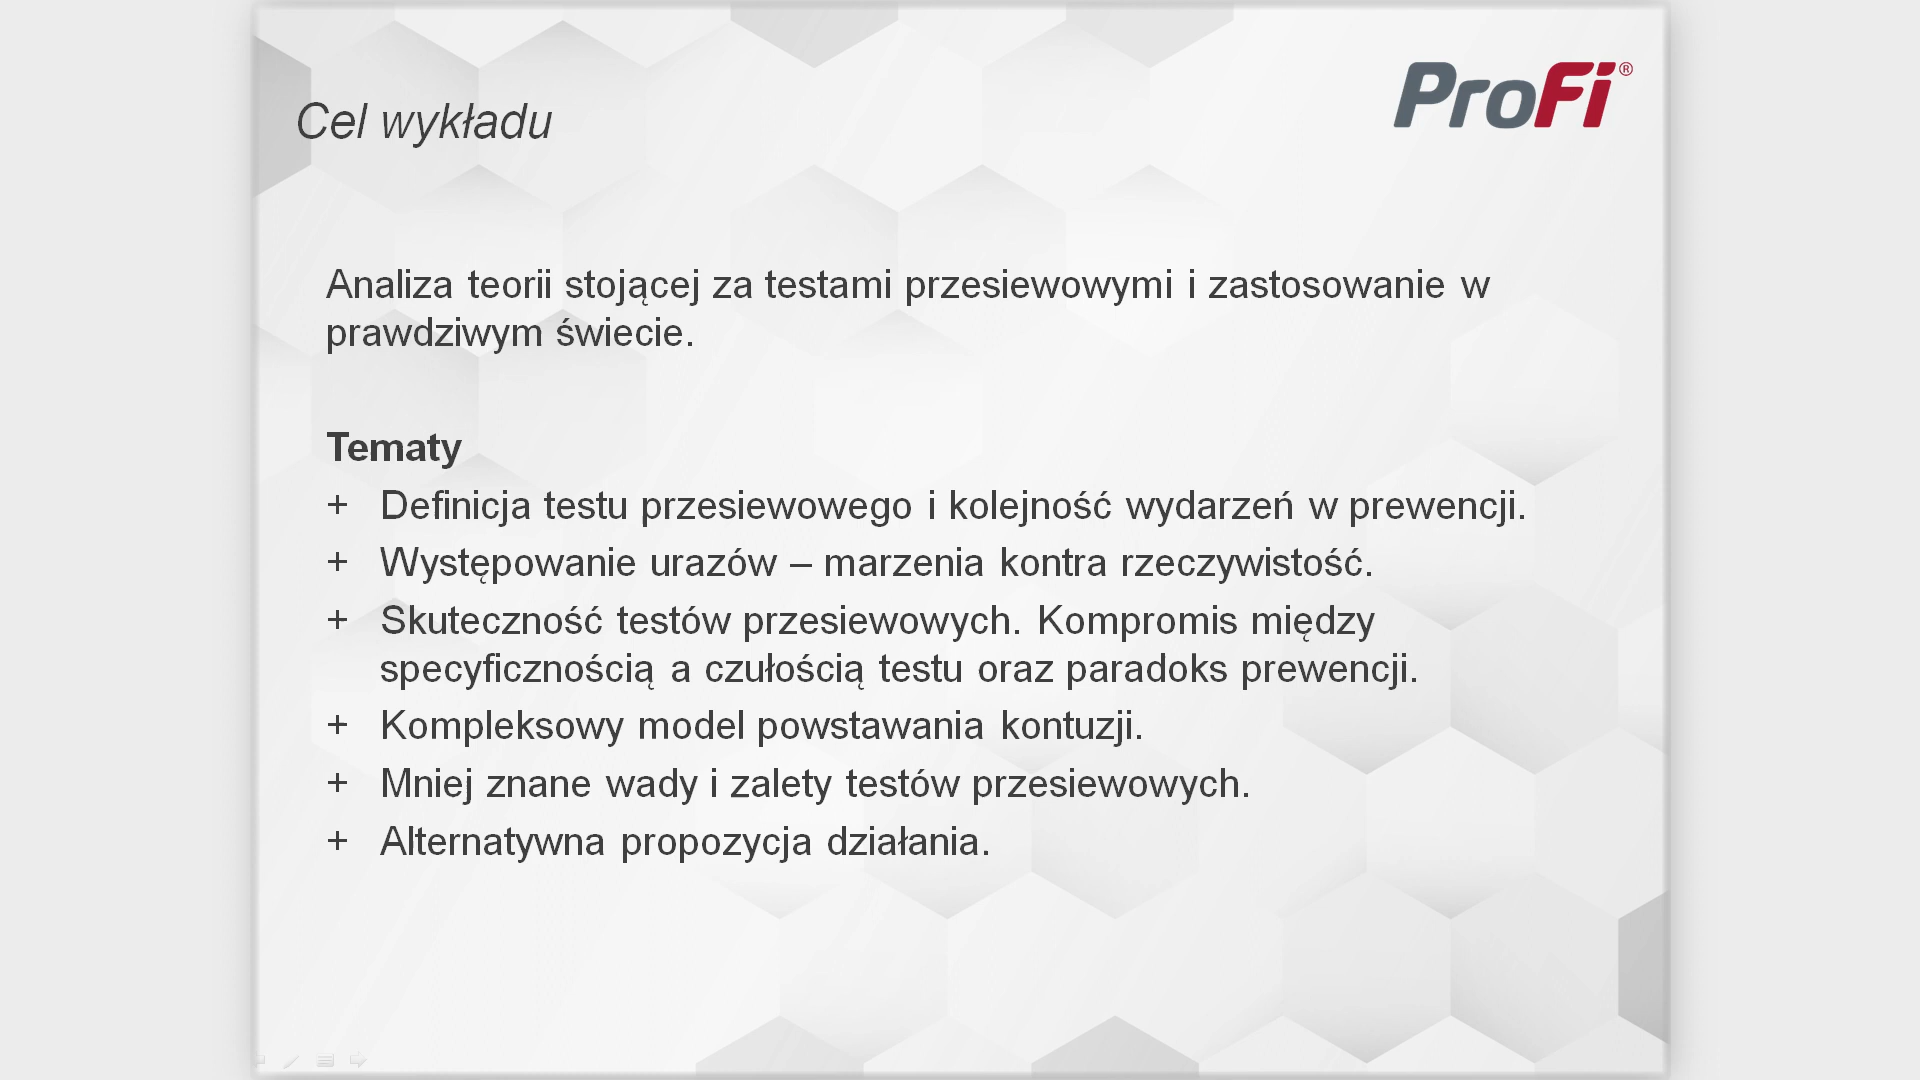 Cel wykładu
ProFi®
Analiza teorii stojącej za testami przesiewowymi i zastosowanie w
prawdziwym świecie.
Tematy
+ Definicja testu przesiewowego i kolejność wydarzeń w prewencji.
+ Występowanie urazów – marzenia kontra rzeczywistość.
+ Skuteczność testów przesiewowych. Kompromis między
specyficznością a czułością testu oraz paradoks prewencji.
+ Kompleksowy model powstawania kontuzji.
+ Mniej znane wady i zalety testów przesiewowych.
+ Alternatywna propozycja działania.